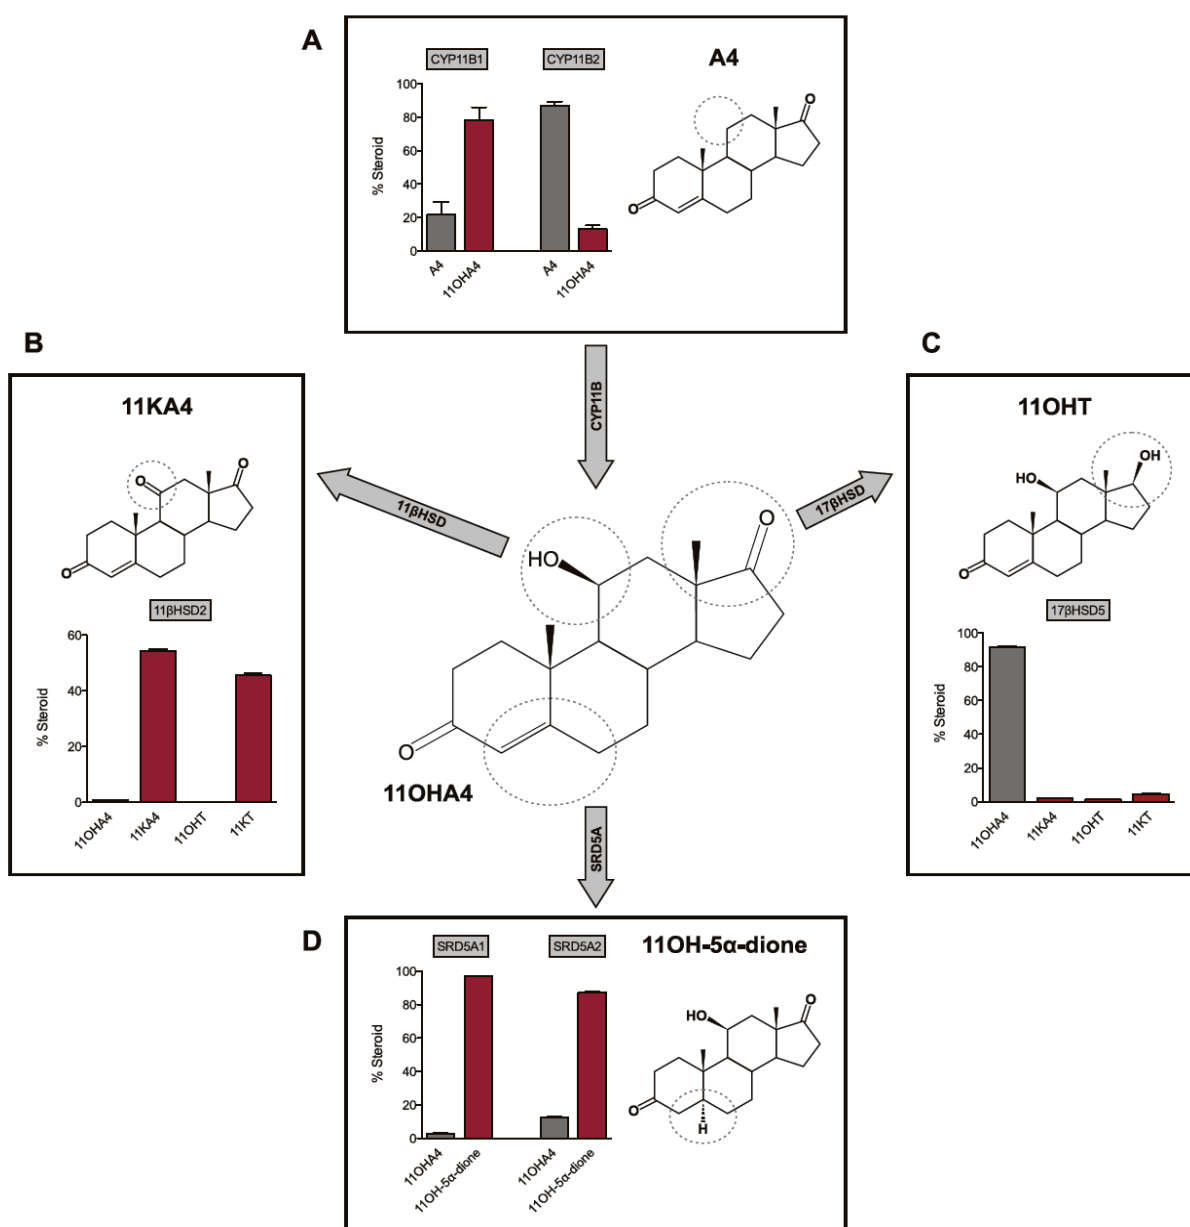 A
CYP11B1
CYP11B2
A4
% Steroid
100
80
60
40
20
0
A4
11OHA4
A4
11OHA4
O
O
B
11KA4
O
O
O
11βHSD2
% Steroid
60
40
20
0
11OHA4
11KA4
11OHT
11KT
CYP11B
11βHSD
17βHSD
HO
O
O
11OHA4
SRD5A
C
11OHT
OH
HO
O
17βHSD5
% Steroid
100
80
60
40
20
0
11OHA4
11KA4
11OHT
11KT
D
SRD5A1
SRD5A2
11OH-5α-dione
% Steroid
100
80
60
40
20
0
11OHA4
11OH-5α-dione
11OHA4
11OH-5α-dione
HO
O
O
H